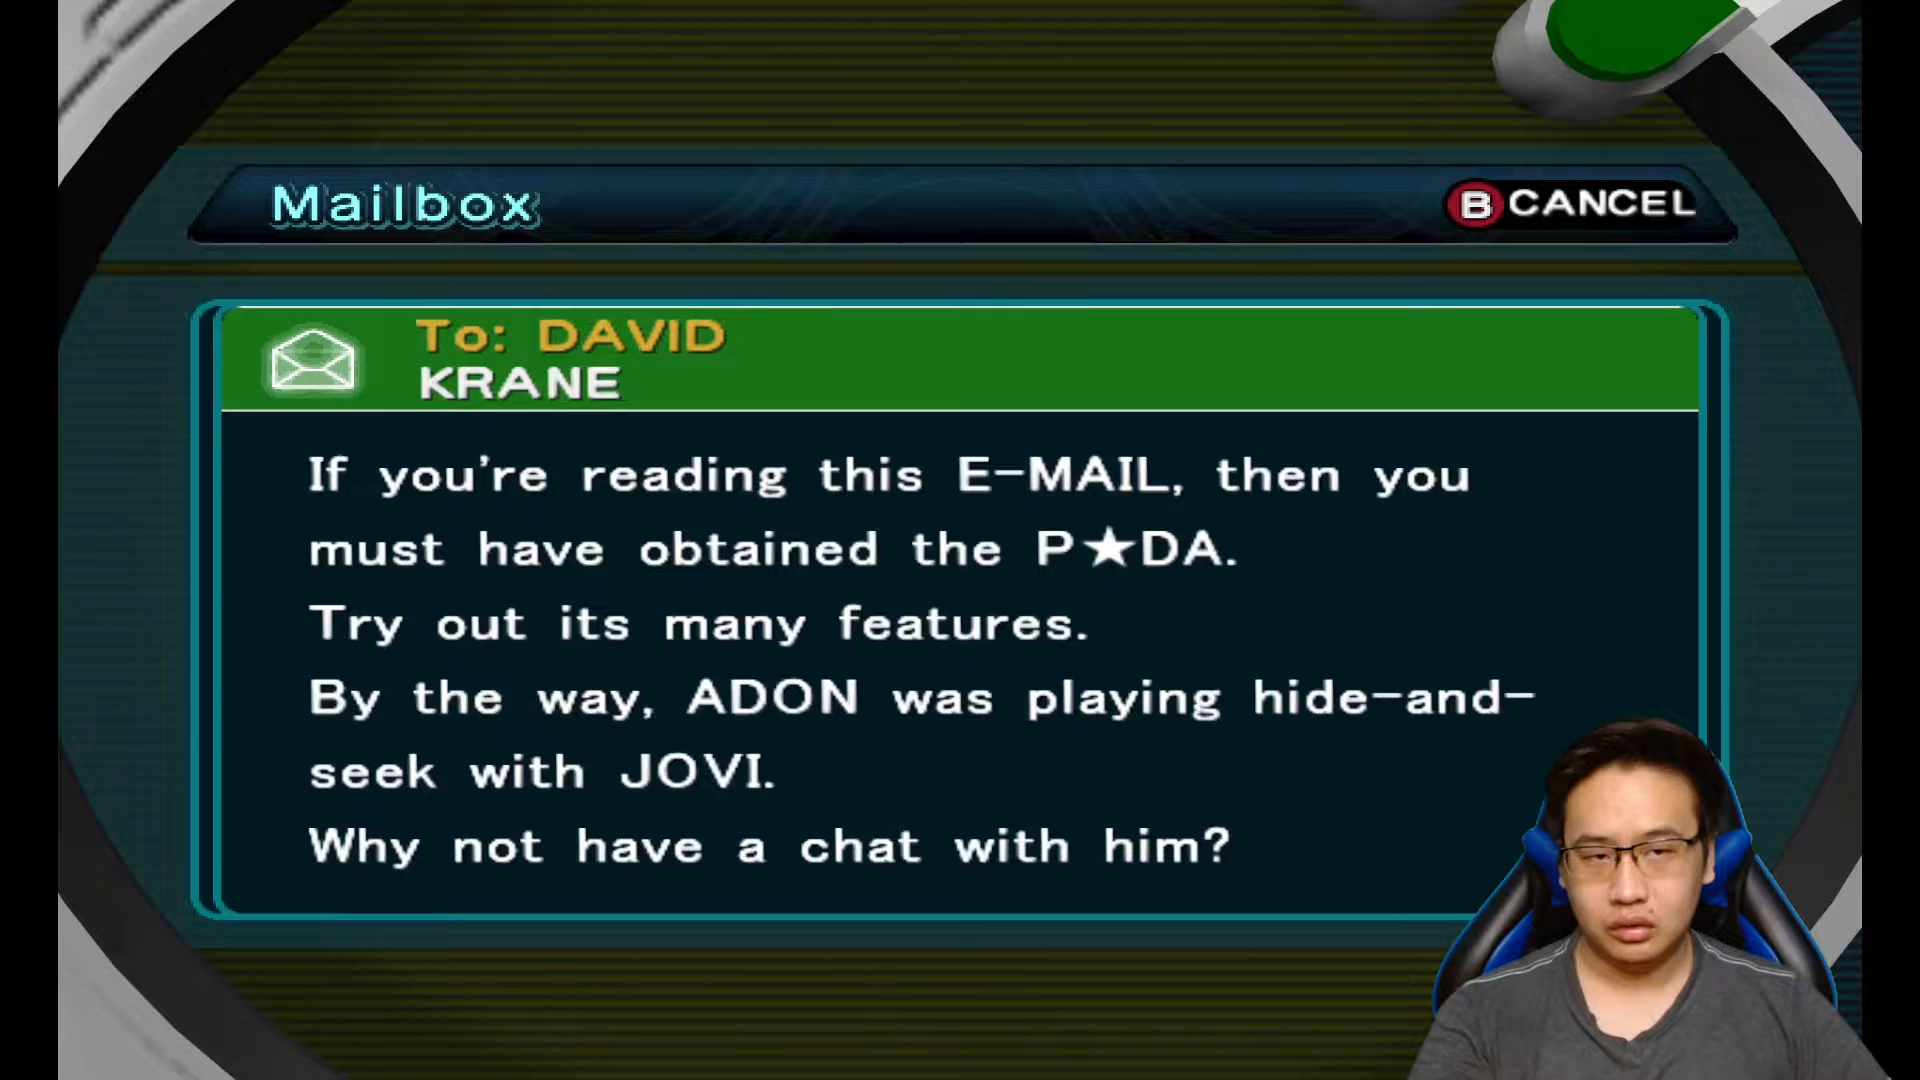 Mailbox
B CANCEL
To: DAVID
KRANE
If you're reading this E-MAIL, then you
must have obtained the P★DA.
Try out its many features.
By the way, ADON was playing hide-and-
seek with JOVI.
Why not have a chat with him?